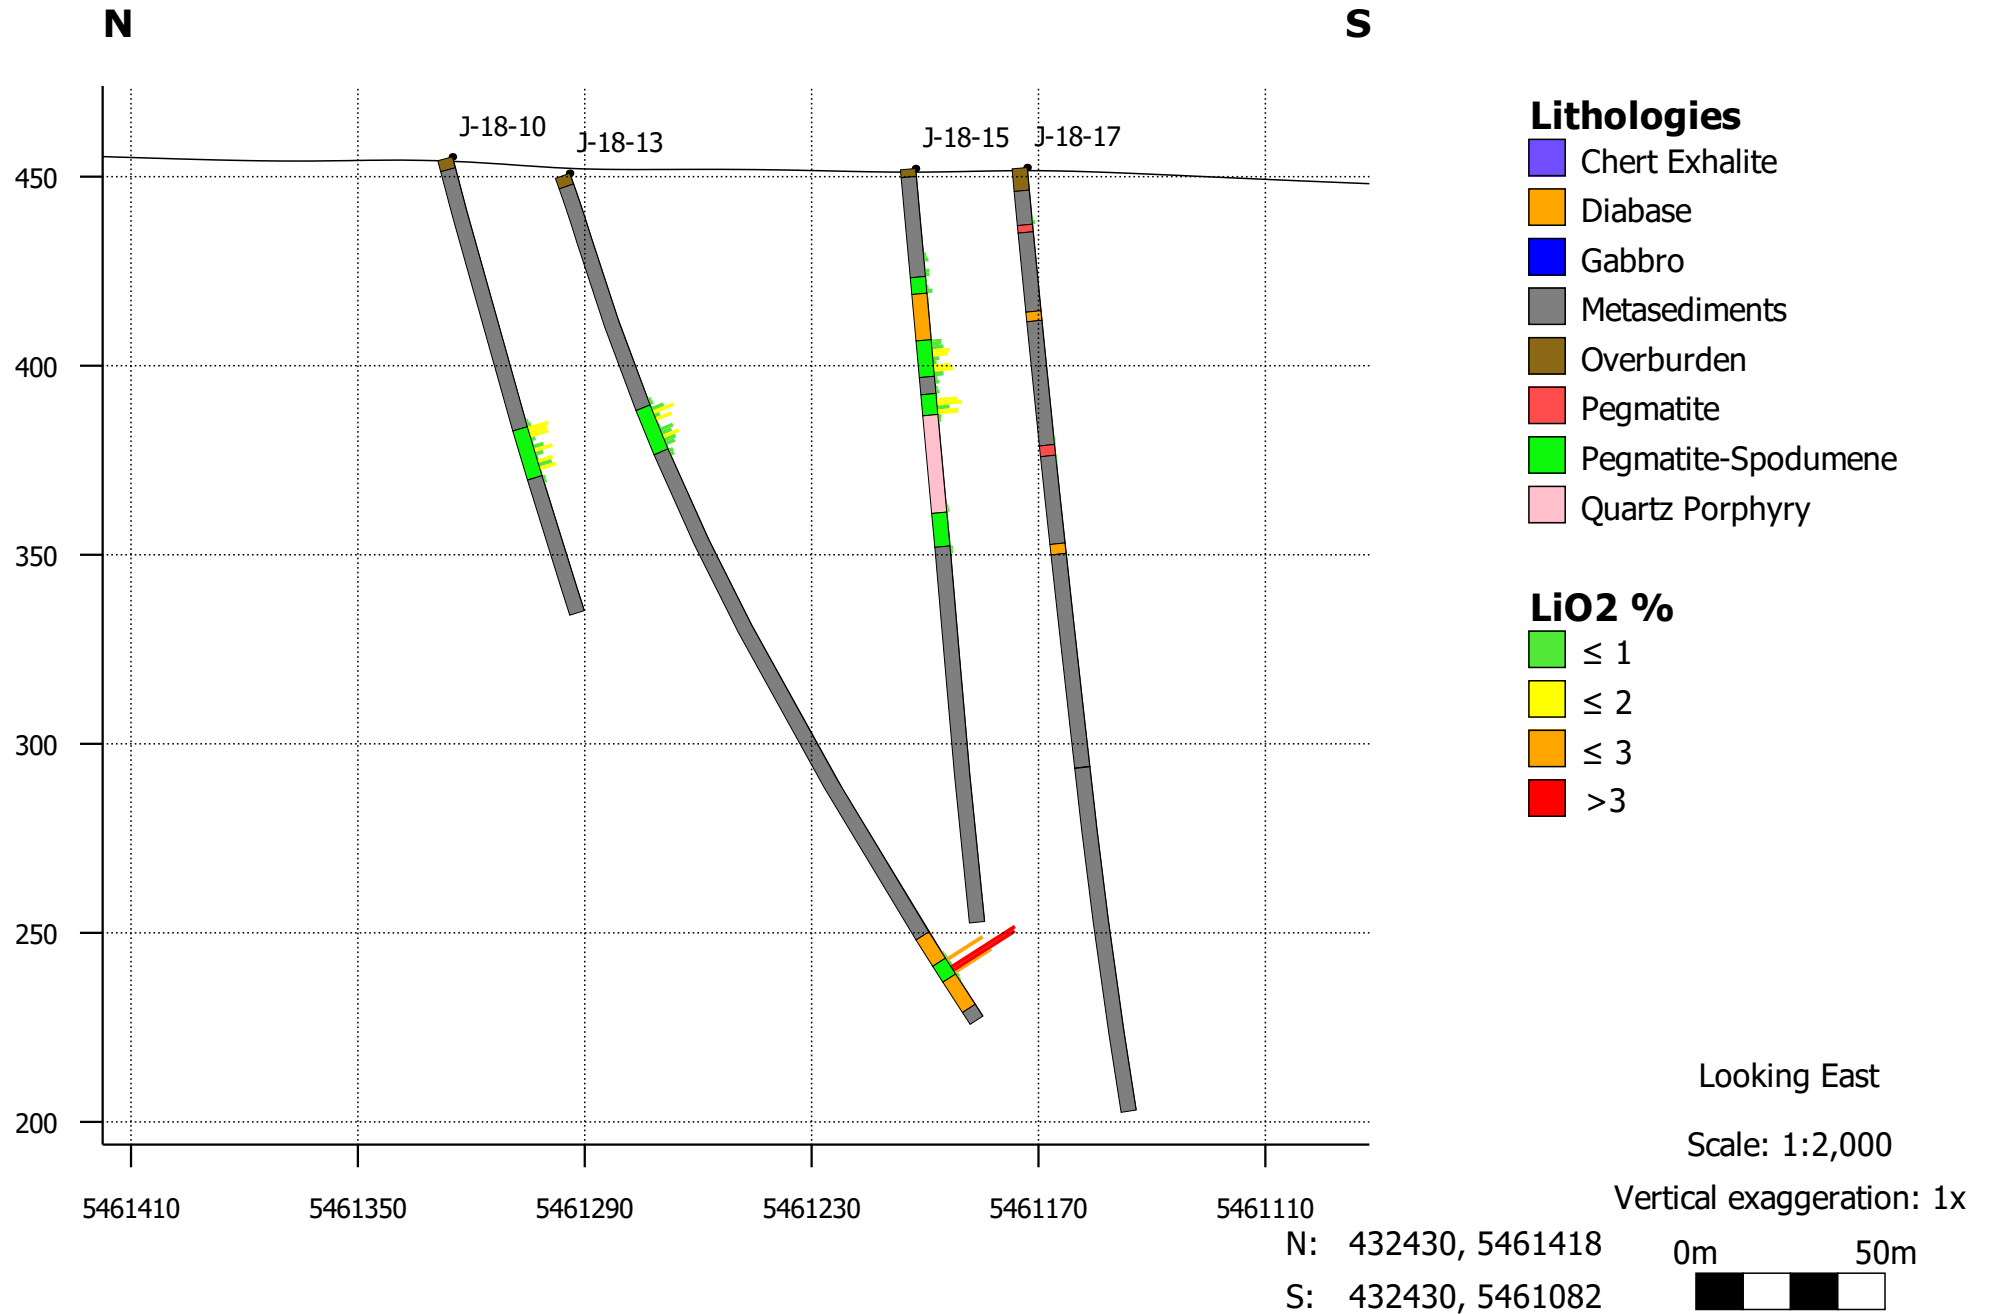 N
S
J-18-10
J-18-13
J-18-15
J-18-17
450
400
350
300
250
200
5461410
5461350
5461290
5461230
5461170
5461110
Lithologies
Chert Exhalite
Diabase
Gabbro
Metasediments
Overburden
Pegmatite
Pegmatite-Spodumene
Quartz Porphyry
LiO2 %
≤ 1
≤ 2
≤ 3
>3
Looking East
Scale: 1:2,000
Vertical exaggeration: 1x
N: 432430, 5461418
S: 432430, 5461082
0m 50m